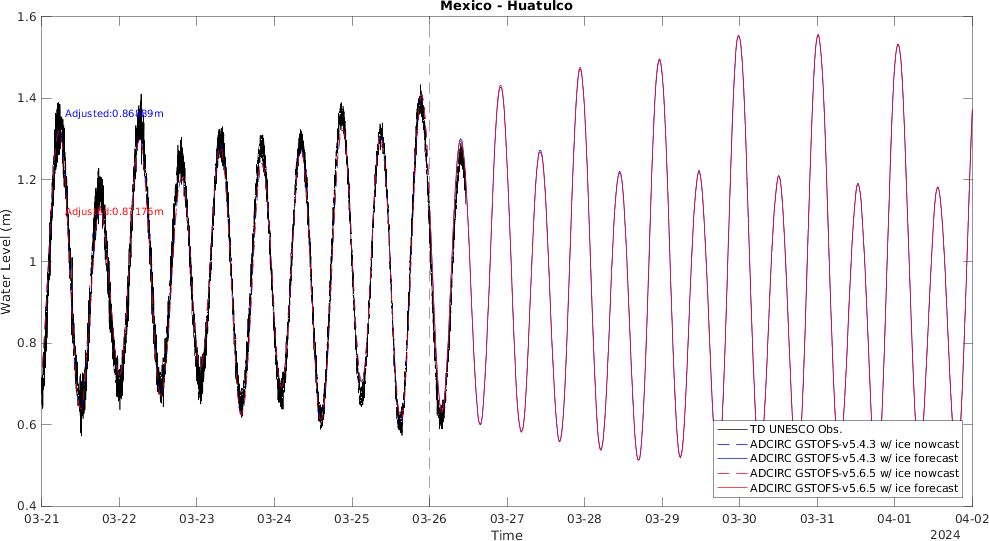 Mexico - Huatulco
1.6
1.4
1.2
1
0.8
0.6
0.4
Water Level (m)
Adjusted:0.86839m
Adjusted:0.87175m
TD UNESCO Obs.
ADCIRC GSTOFS-v5.4.3 w/ ice nowcast
ADCIRC GSTOFS-v5.4.3 w/ ice forecast
ADCIRC GSTOFS-v5.6.5 w/ ice nowcast
ADCIRC GSTOFS-v5.6.5 w/ ice forecast
03-21 03-22 03-23 03-24 03-25 03-26 03-27 03-28 03-29 03-30 03-31 04-01 04-02
Time
2024